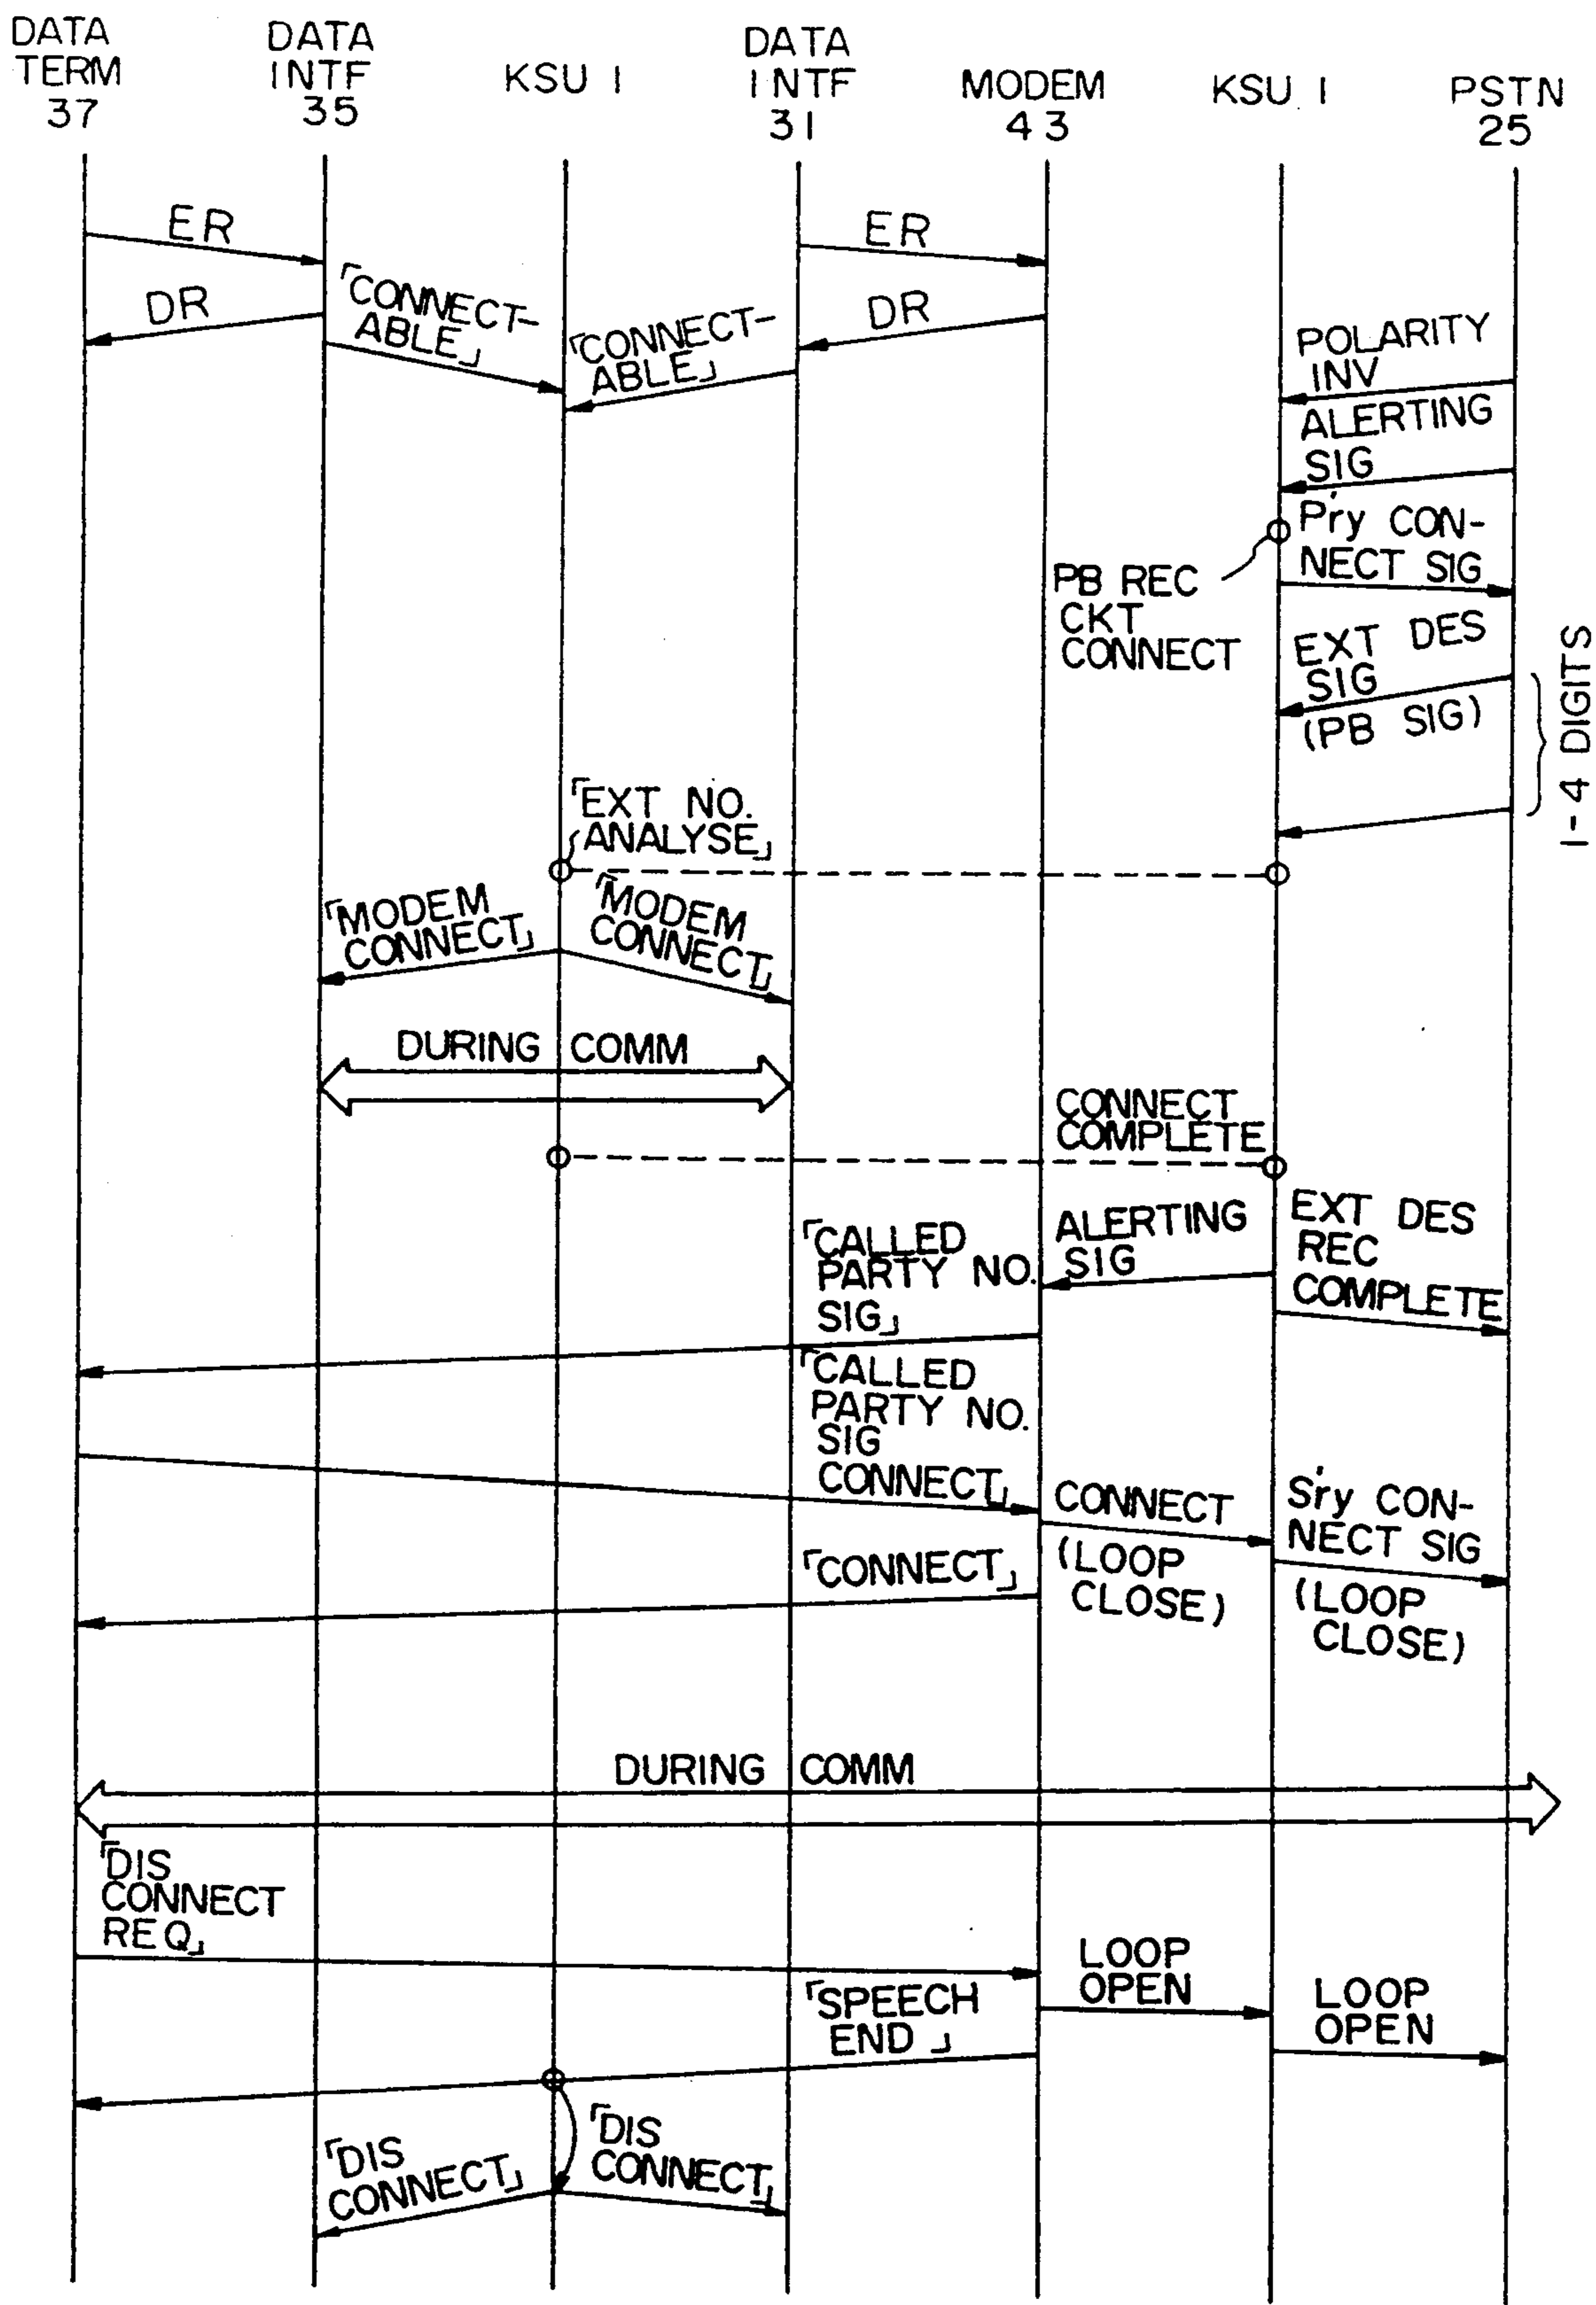 DATA
TERM
37
DATA
INTF
35
KSU 1
DATA
INTF
31
MODEM
43
KSU 1
PSTN
25
ER
ER
DR
「CONNECT-
ABLE」
「CONNECT-
ABLE」
DR
POLARITY
INV
ALERTING
SIG
P'ry CON-
NECT SIG
PB REC
CKT
CONNECT
EXT DES
SIG
(PB SIG)
1-4 DIGITS
「EXT NO.
ANALYSE」
「MODEM
CONNECT」
「MODEM
CONNECT」
DURING COMM
CONNECT
COMPLETE
「CALLED
PARTY NO.
SIG」
ALERTING
SIG
EXT DES
REC
COMPLETE
「CALLED
PARTY NO.
SIG
CONNECT」
CONNECT
(LOOP
CLOSE)
S'ry CON-
NECT SIG
(LOOP
CLOSE)
「CONNECT」
DURING COMM
「DIS
CONNECT
REQ」
LOOP
OPEN
「SPEECH
END」
LOOP
OPEN
「DIS
CONNECT」
「DIS
CONNECT」